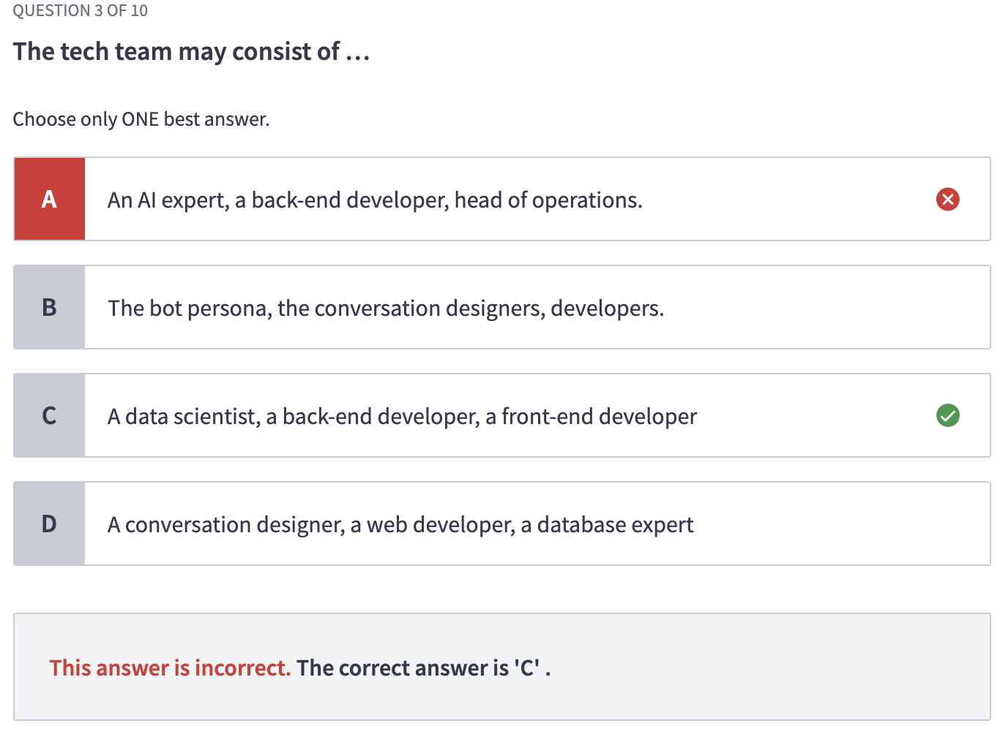 QUESTION 3 OF 10
The tech team may consist of ...
Choose only ONE best answer.
A
An AI expert, a back-end developer, head of operations.
B
The bot persona, the conversation designers, developers.
C
A data scientist, a back-end developer, a front-end developer
D
A conversation designer, a web developer, a database expert
This answer is incorrect. The correct answer is 'C' .